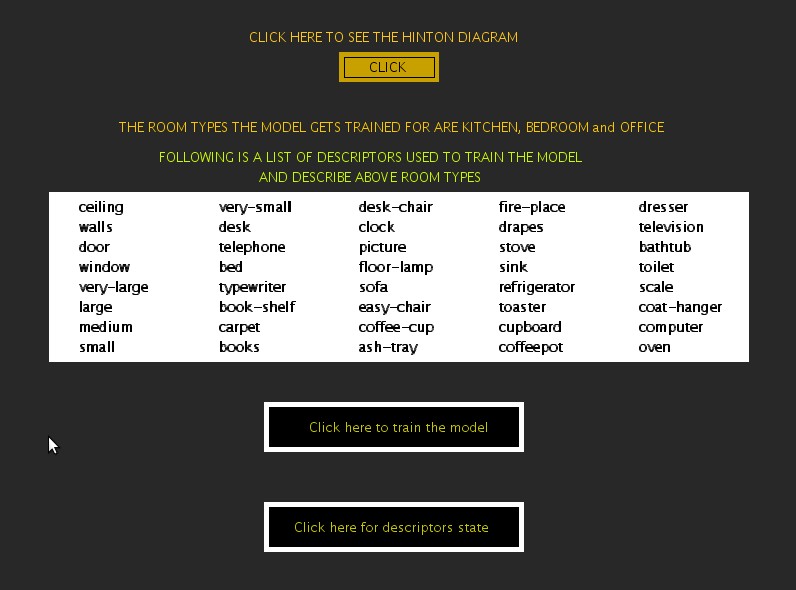 CLICK HERE TO SEE THE HINTON DIAGRAM
CLICK
THE ROOM TYPES THE MODEL GETS TRAINED FOR ARE KITCHEN, BEDROOM and OFFICE
FOLLOWING IS A LIST OF DESCRIPTORS USED TO TRAIN THE MODEL
AND DESCRIBE ABOVE ROOM TYPES
ceiling very-small desk-chair fire-place dresser
walls desk clock drapes television
door telephone picture stove bathtub
window bed floor-lamp sink toilet
very-large typewriter sofa refrigerator scale
large book-shelf easy-chair toaster coat-hanger
medium carpet coffee-cup cupboard computer
small books ash-tray coffeepot oven
Click here to train the model
Click here for descriptors state